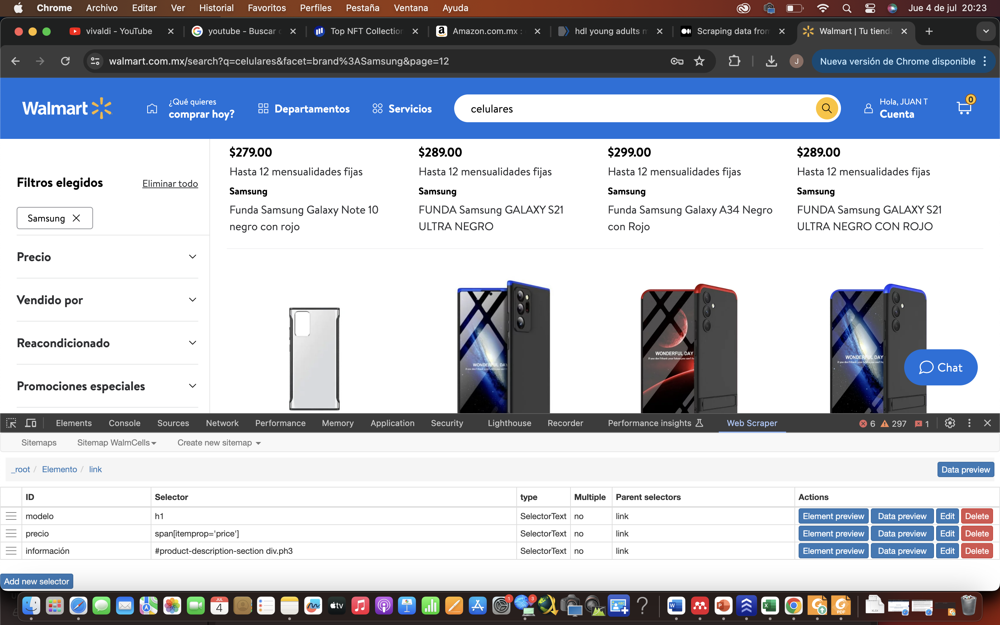 Chrome Archivo Editar Ver Historial Favoritos Perfiles Pestaña Ventana Ayuda Jue 4 de jul 20:23
vivaldi - YouTube youtube - Buscar Top NFT Collection Amazon.com.mx : hdl young adults Scraping data from Walmart | Tu tienda
walmart.com.mx/search?q=celulares&facet=brand%3ASamsung&page=12 J Nueva versión de Chrome disponible
Walmart
¿Qué quieres
comprar hoy?
Departamentos
Servicios
celulares
Hola, JUAN T
Cuenta
0
Filtros elegidos Eliminar todo
Samsung
Precio
Vendido por
Reacondicionado
Promociones especiales
$279.00
Hasta 12 mensualidades fijas
Samsung
Funda Samsung Galaxy Note 10
negro con rojo
$289.00
Hasta 12 mensualidades fijas
Samsung
FUNDA Samsung GALAXY S21
ULTRA NEGRO
$299.00
Hasta 12 mensualidades fijas
Samsung
Funda Samsung Galaxy A34 Negro
con Rojo
$289.00
Hasta 12 mensualidades fijas
Samsung
FUNDA Samsung GALAXY S21
ULTRA NEGRO CON ROJO
WONDERFUL DAY
WONDERFUL DAY
WONDERFUL DAY
Chat
Elements Console Sources Network Performance Memory Application Security Lighthouse Recorder Performance insights Web Scraper 6 297 1
Sitemaps Sitemap WalmCells Create new sitemap
_root / Elemento / link Data preview
ID Selector type Multiple Parent selectors Actions
modelo h1 SelectorText no link Element preview Data preview Edit Delete
precio span[itemprop='price'] SelectorText no link Element preview Data preview Edit Delete
información #product-description-section div.ph3 SelectorText no link Element preview Data preview Edit Delete
Add new selector
JUL
4
tv
1
3
ABC
W
P
X
PDF
XLSX